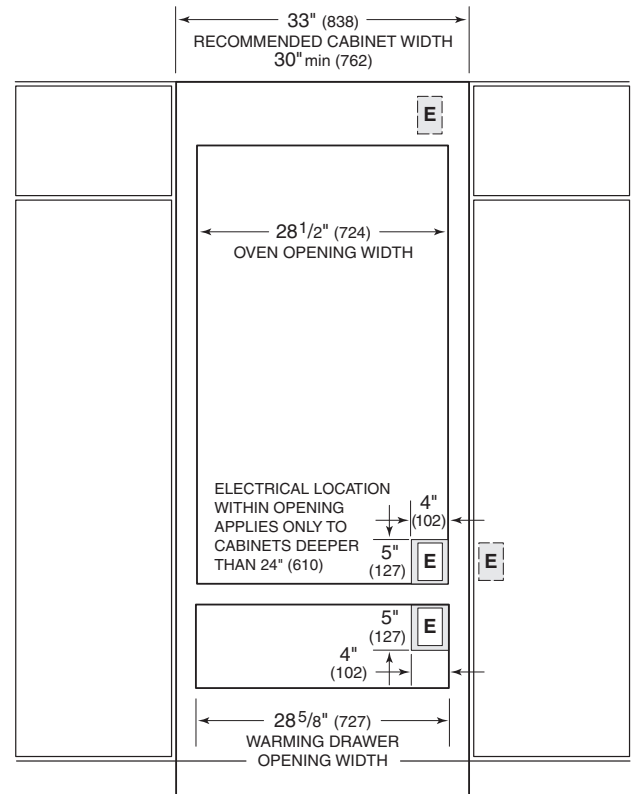 33" (838)
RECOMMENDED CABINET WIDTH
30" min (762)
E
28 1/2" (724)
OVEN OPENING WIDTH
ELECTRICAL LOCATION
WITHIN OPENING
APPLIES ONLY TO
CABINETS DEEPER
THAN 24" (610)
4"
(102)
5"
(127)
E
E
5"
(127)
E
4"
(102)
28 5/8" (727)
WARMING DRAWER
OPENING WIDTH